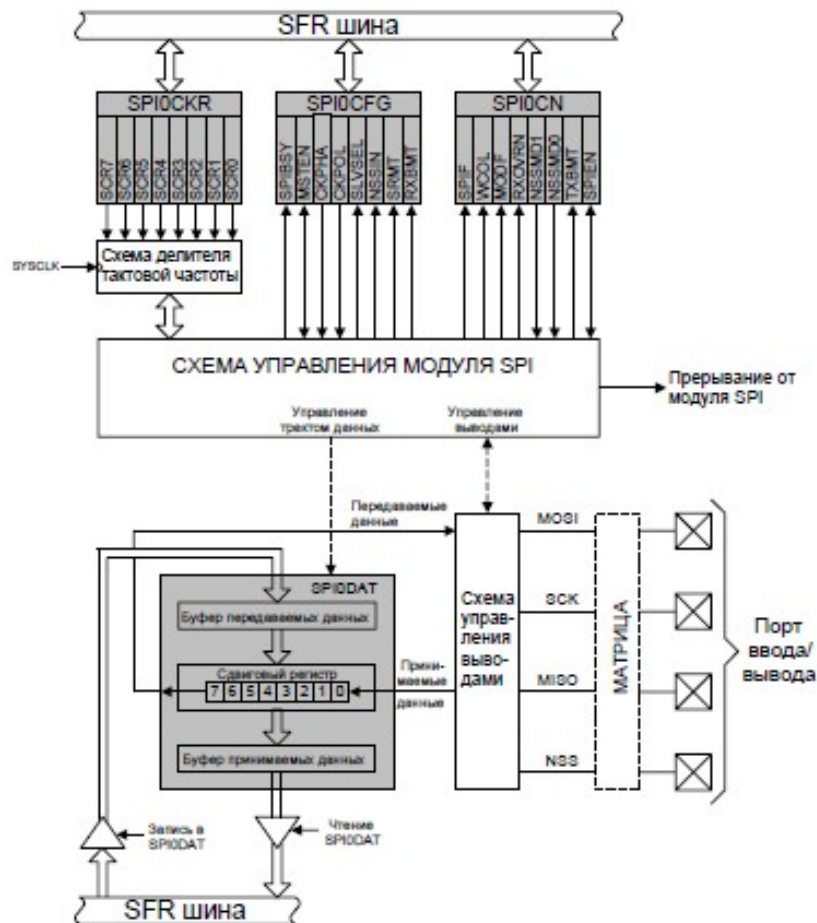 SFR шина
SPI0CKR
SPI0CFG
SPI0CN
SCR7
SCR6
SCR5
SCR4
SCR3
SCR2
SCR1
SCR0
SPIBSY
MSTEN
CKPHA
CKPOL
SLVSEL
NSSIN
SRMT
RXBMT
SPIF
WCOL
MODF
RXOVRN
NSSMD1
NSSMD0
TXBMT
SPIEN
SYSCLK
Схема делителя
тактовой частоты
СХЕМА УПРАВЛЕНИЯ МОДУЛЯ SPI
Прерывание от
модуля SPI
Управление
трактом данных
Управление
выводами
Передаваемые
данные
MOSI
SCK
MISO
NSS
SPI0DAT
Буфер передаваемых данных
Сдвиговый регистр
7 6 5 4 3 2 1 0
Буфер принимаемых данных
Прини-
маемые
данные
Схема
управ-
ления
выво-
дами
МАТРИЦА
Порт
ввода/
вывода
Запись в
SPI0DAT
Чтение
SPI0DAT
SFR шина